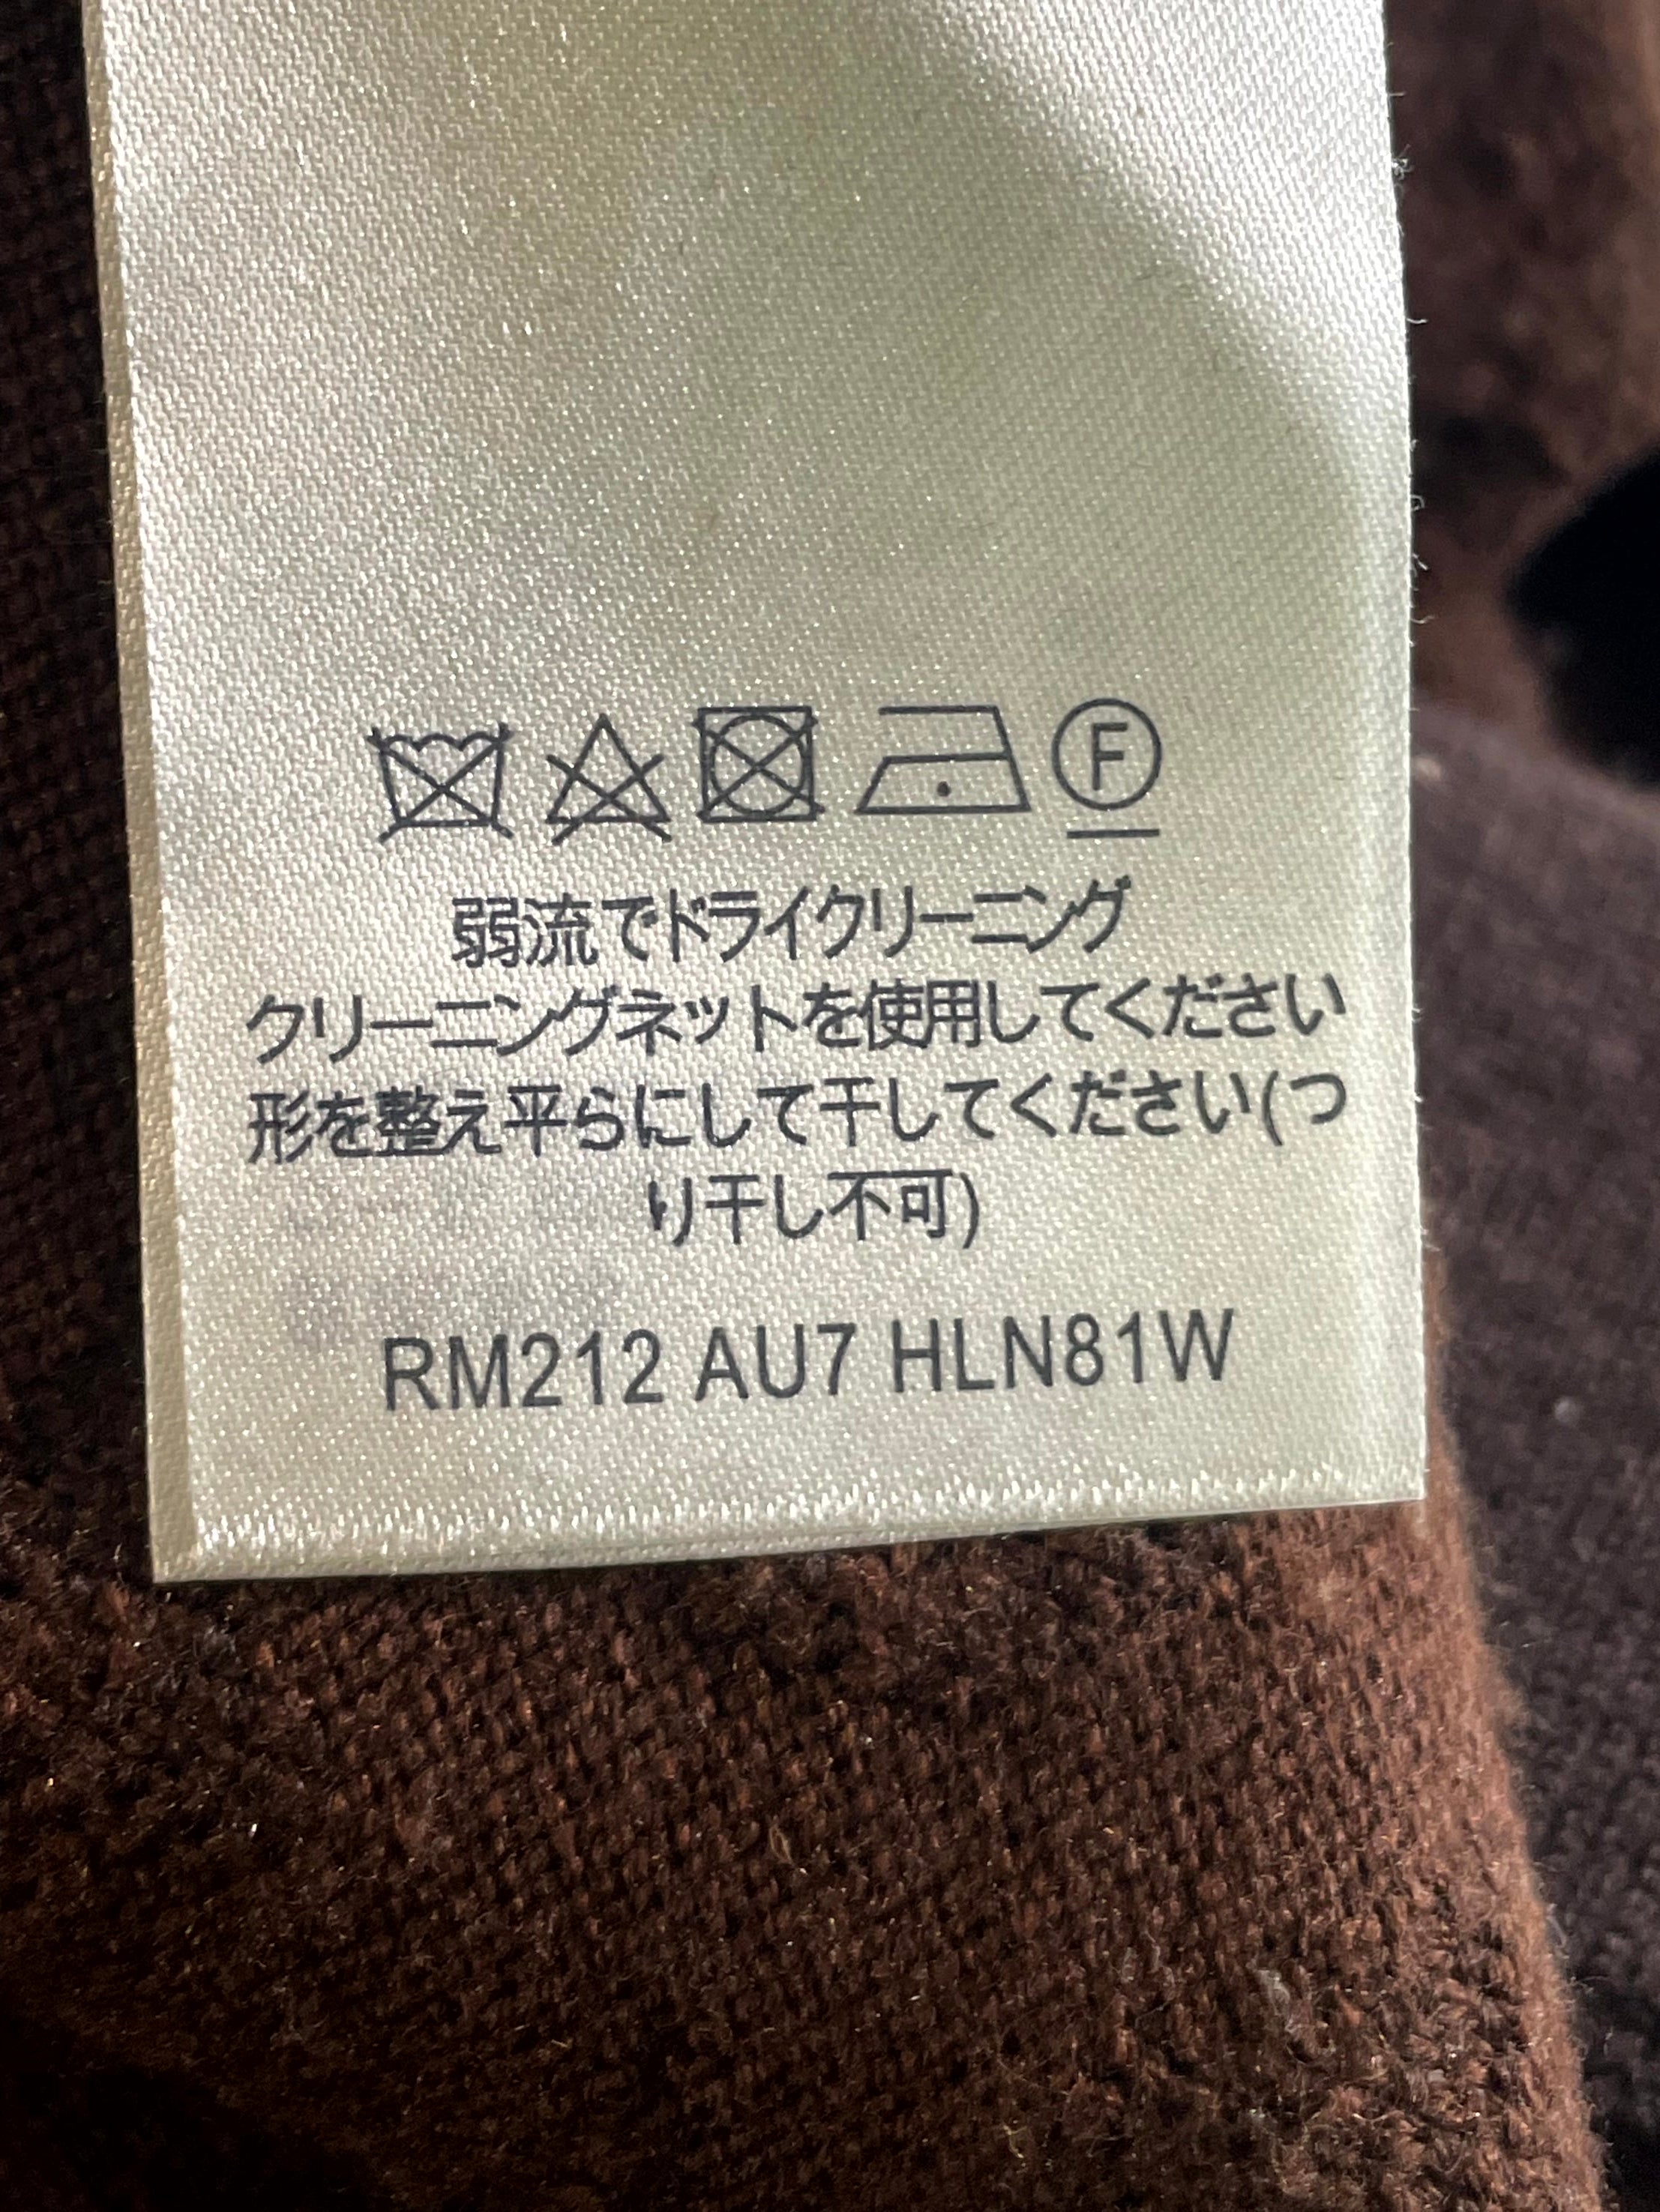 F
弱流でドライクリーニング
クリーニングネットを使用してください
形を整え平らにして干してください(つ
り干し不可)
RM212 AU7 HLN81W